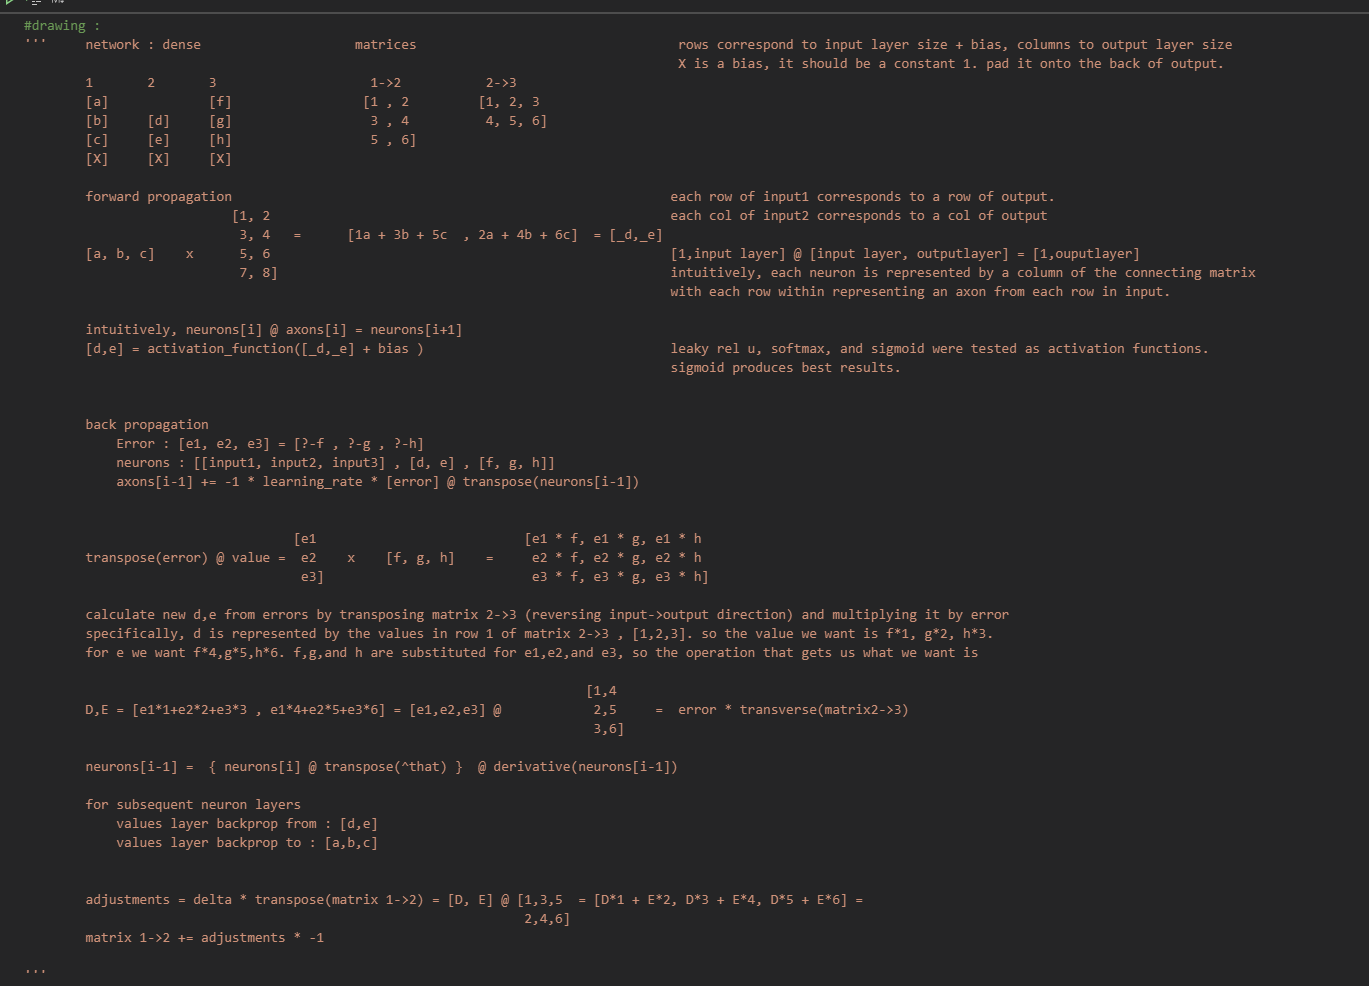 #drawing :
''' network : dense matrices rows correspond to input layer size + bias, columns to output layer size
X is a bias, it should be a constant 1. pad it onto the back of output.
1 2 3 1->2 2->3
[a] [f] [1 , 2 [1, 2, 3
[b] [d] [g] 3 , 4 4, 5, 6]
[c] [e] [h] 5 , 6]
[X] [X] [X]
forward propagation each row of input1 corresponds to a row of output.
[1, 2 each col of input2 corresponds to a col of output
3, 4 = [1a + 3b + 5c , 2a + 4b + 6c] = [_d,_e]
[a, b, c] x 5, 6 [1,input layer] @ [input layer, outputlayer] = [1,ouputlayer]
7, 8] intuitively, each neuron is represented by a column of the connecting matrix
with each row within representing an axon from each row in input.
intuitively, neurons[i] @ axons[i] = neurons[i+1]
[d,e] = activation_function([_d,_e] + bias ) leaky rel u, softmax, and sigmoid were tested as activation functions.
sigmoid produces best results.
back propagation
Error : [e1, e2, e3] = [?-f , ?-g , ?-h]
neurons : [[input1, input2, input3] , [d, e] , [f, g, h]]
axons[i-1] += -1 * learning_rate * [error] @ transpose(neurons[i-1])
[e1 [e1 * f, e1 * g, e1 * h
transpose(error) @ value = e2 x [f, g, h] = e2 * f, e2 * g, e2 * h
e3] e3 * f, e3 * g, e3 * h]
calculate new d,e from errors by transposing matrix 2->3 (reversing input->output direction) and multiplying it by error
specifically, d is represented by the values in row 1 of matrix 2->3 , [1,2,3]. so the value we want is f*1, g*2, h*3.
for e we want f*4,g*5,h*6. f,g,and h are substituted for e1,e2,and e3, so the operation that gets us what we want is
[1,4
D,E = [e1*1+e2*2+e3*3 , e1*4+e2*5+e3*6] = [e1,e2,e3] @ 2,5 = error * transverse(matrix2->3)
3,6]
neurons[i-1] = { neurons[i] @ transpose(^that) } @ derivative(neurons[i-1])
for subsequent neuron layers
values layer backprop from : [d,e]
values layer backprop to : [a,b,c]
adjustments = delta * transpose(matrix 1->2) = [D, E] @ [1,3,5 = [D*1 + E*2, D*3 + E*4, D*5 + E*6] =
2,4,6]
matrix 1->2 += adjustments * -1
'''